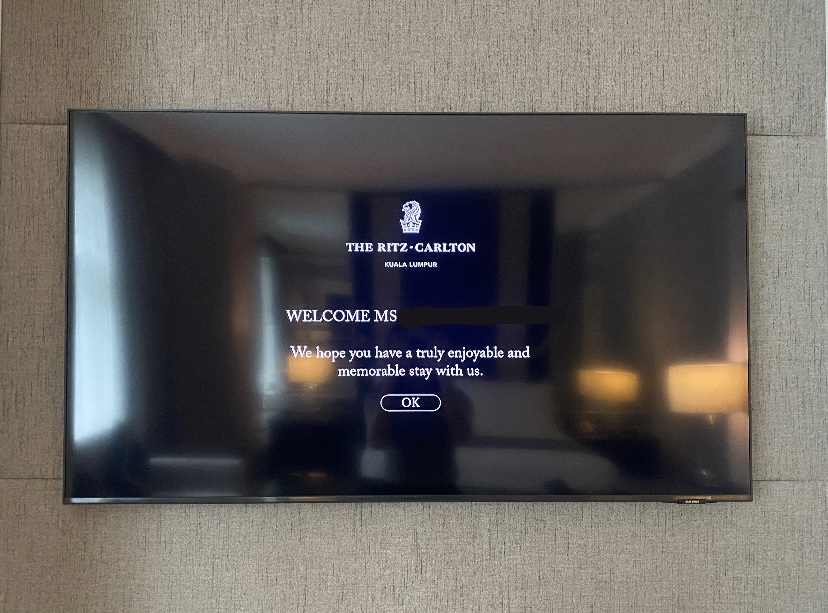 THE RITZ-CARLTON
KUALA LUMPUR
WELCOME MS
We hope you have a truly enjoyable and
memorable stay with us.
OK